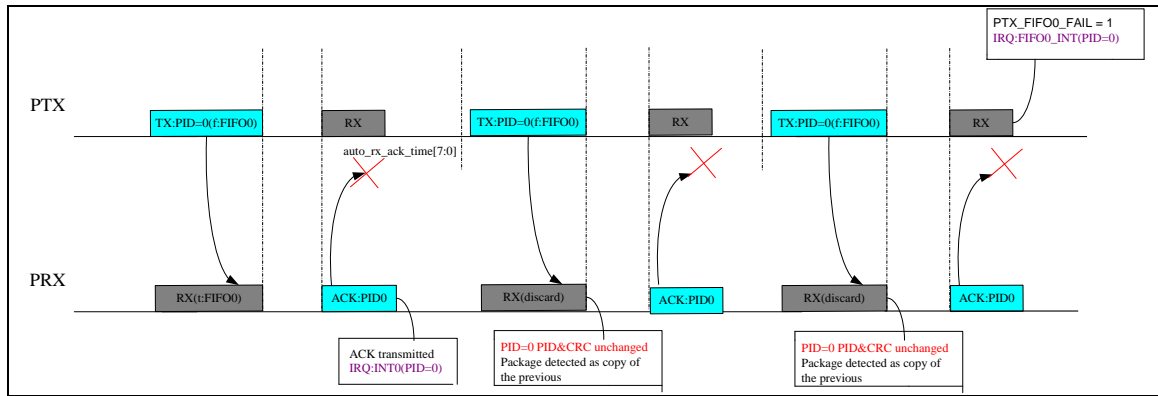 PTX_FIFO0_FAIL = 1
IRQ:FIFO0_INT(PID=0)
PTX
TX:PID=0(f:FIFO0)
RX
TX:PID=0(f:FIFO0)
RX
TX:PID=0(f:FIFO0)
RX
auto_rx_ack_time[7:0]
PRX
RX(t:FIFO0)
ACK:PID0
RX(discard)
ACK:PID0
RX(discard)
ACK:PID0
ACK transmitted
IRQ:INT0(PID=0)
PID=0 PID&CRC unchanged
Package detected as copy of
the previous
PID=0 PID&CRC unchanged
Package detected as copy of
the previous